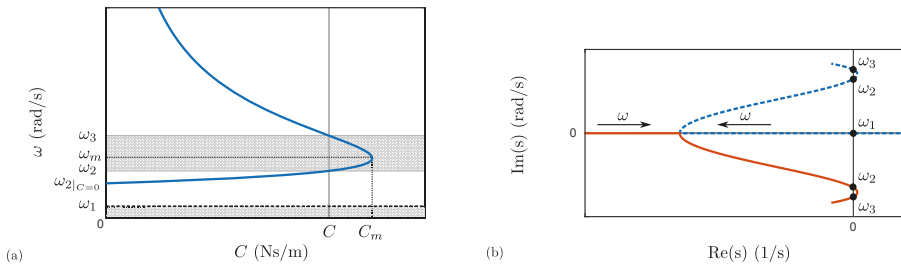 ω (rad/s)
ω₃
ωₘ
ω₂
ω₂|C=0
ω₁
0
C
Cₘ
C (Ns/m)
(a)
Im(s) (rad/s)
0
ω
ω
ω₃
ω₂
ω₁
ω₂
ω₃
0
Re(s) (1/s)
(b)